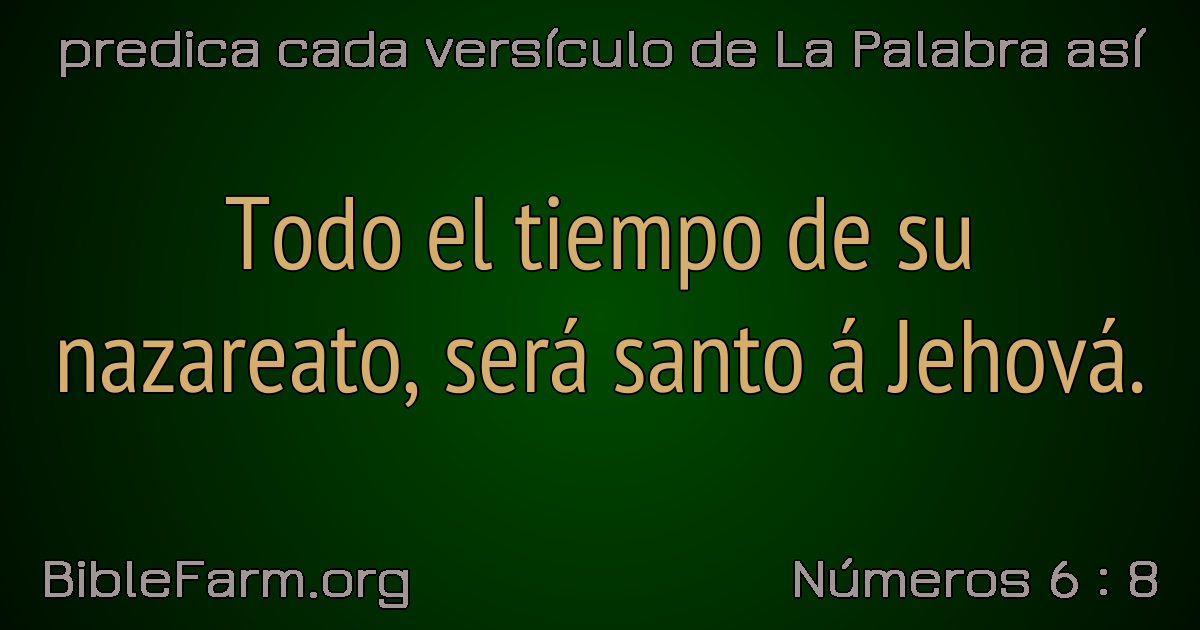 predica cada versículo de La Palabra así
Todo el tiempo de su
nazareato, será santo á Jehová.
BibleFarm.org
Números 6 : 8